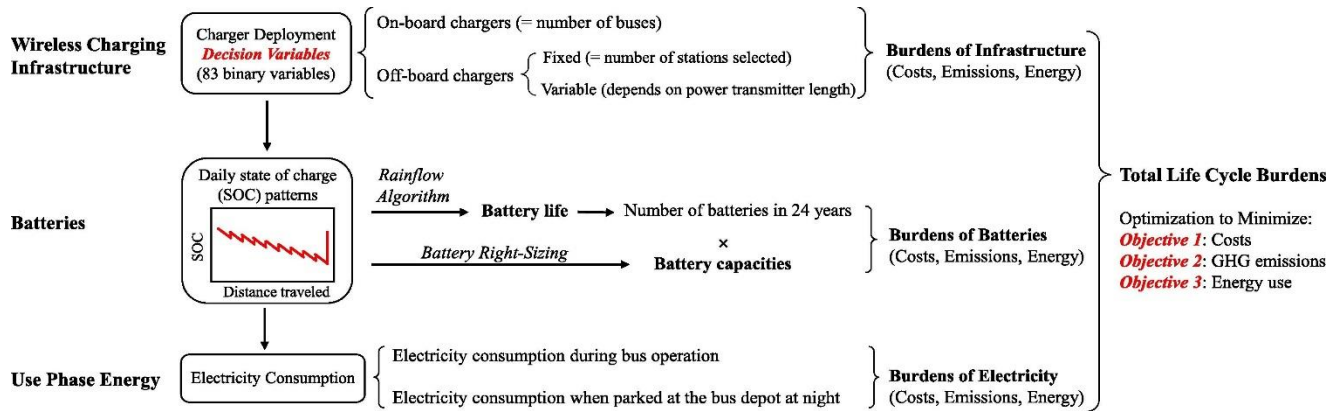 Wireless Charging
Infrastructure
Charger Deployment
Decision Variables
(83 binary variables)
On-board chargers (= number of buses)
Off-board chargers
Fixed (= number of stations selected)
Variable (depends on power transmitter length)
Burdens of Infrastructure
(Costs, Emissions, Energy)
Batteries
Daily state of charge
(SOC) patterns
SOC
Distance traveled
Rainflow
Algorithm
Battery life
Number of batteries in 24 years
×
Battery Right-Sizing
Battery capacities
Burdens of Batteries
(Costs, Emissions, Energy)
Use Phase Energy
Electricity Consumption
Electricity consumption during bus operation
Electricity consumption when parked at the bus depot at night
Burdens of Electricity
(Costs, Emissions, Energy)
Total Life Cycle Burdens
Optimization to Minimize:
Objective 1: Costs
Objective 2: GHG emissions
Objective 3: Energy use